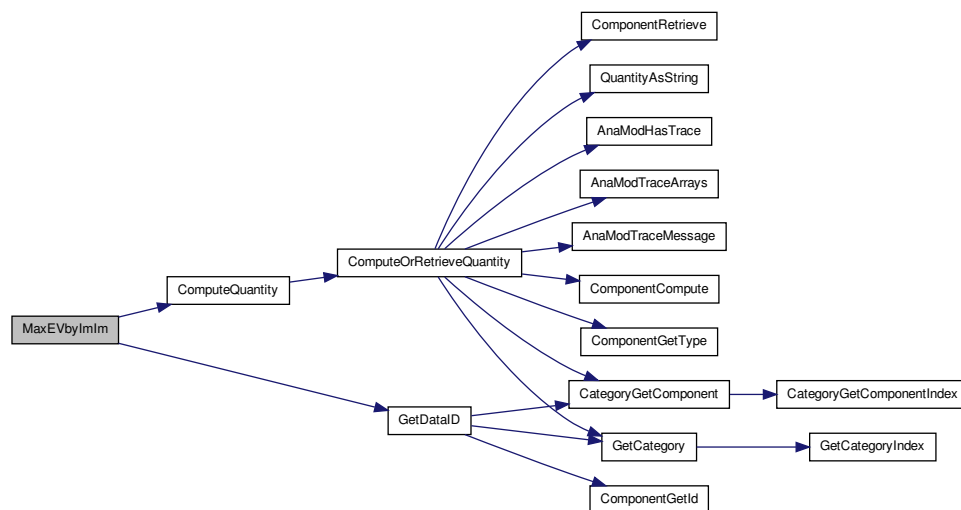 ComponentRetrieve
QuantityAsString
AnaModHasTrace
AnaModTraceArrays
AnaModTraceMessage
ComputeOrRetrieveQuantity
ComputeQuantity
ComponentCompute
MaxEVbyImIm
ComponentGetType
CategoryGetComponent
CategoryGetComponentIndex
GetDataID
GetCategory
GetCategoryIndex
ComponentGetId